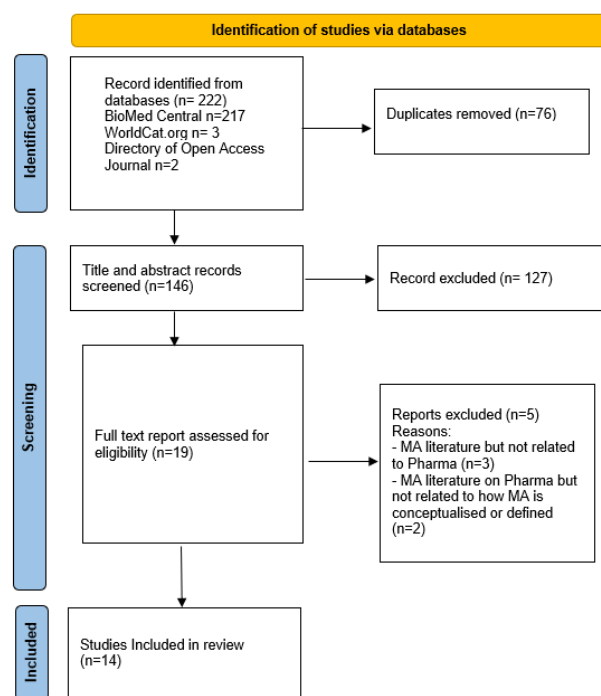 Identification of studies via databases
Identification
Record identified from
databases (n= 222)
BioMed Central n=217
WorldCat.org n= 3
Directory of Open Access
Journal n=2
Duplicates removed (n=76)
Screening
Title and abstract records
screened (n=146)
Record excluded (n= 127)
Full text report assessed for
eligibility (n=19)
Reports excluded (n=5)
Reasons:
- MA literature but not related
to Pharma (n=3)
- MA literature on Pharma but
not related to how MA is
conceptualised or defined
(n=2)
Included
Studies Included in review
(n=14)